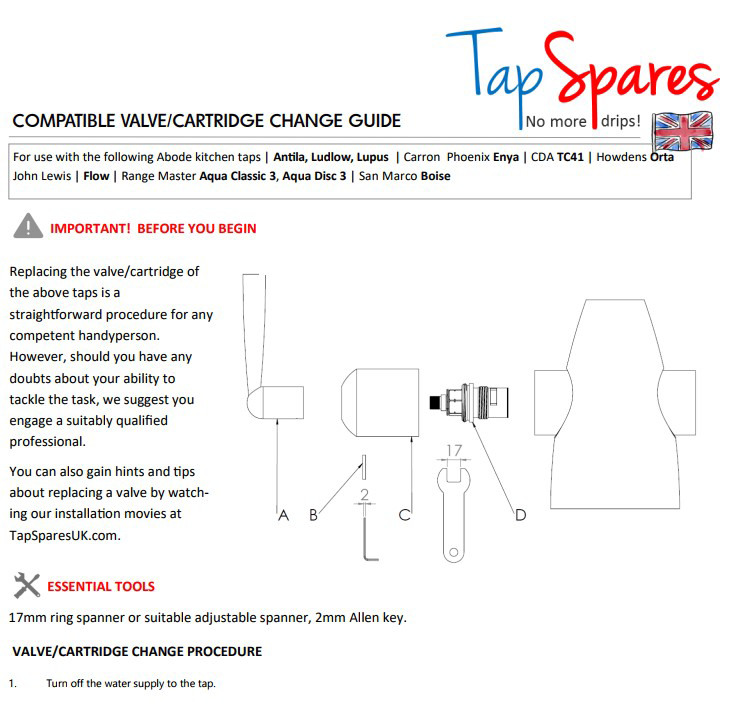 Tap Spares
No more drips!
COMPATIBLE VALVE/CARTRIDGE CHANGE GUIDE
For use with the following Abode kitchen taps | Antila, Ludlow, Lupus | Carron Phoenix Enya | CDA TC41 | Howdens Orta
John Lewis | Flow | Range Master Aqua Classic 3, Aqua Disc 3 | San Marco Boise
IMPORTANT! BEFORE YOU BEGIN
Replacing the valve/cartridge of
the above taps is a
straightforward procedure for any
competent handyperson.
However, should you have any
doubts about your ability to
tackle the task, we suggest you
engage a suitably qualified
professional.
You can also gain hints and tips
about replacing a valve by watch-
ing our installation movies at
TapSparesUK.com.
17
2
A B C D
ESSENTIAL TOOLS
17mm ring spanner or suitable adjustable spanner, 2mm Allen key.
VALVE/CARTRIDGE CHANGE PROCEDURE
1. Turn off the water supply to the tap.